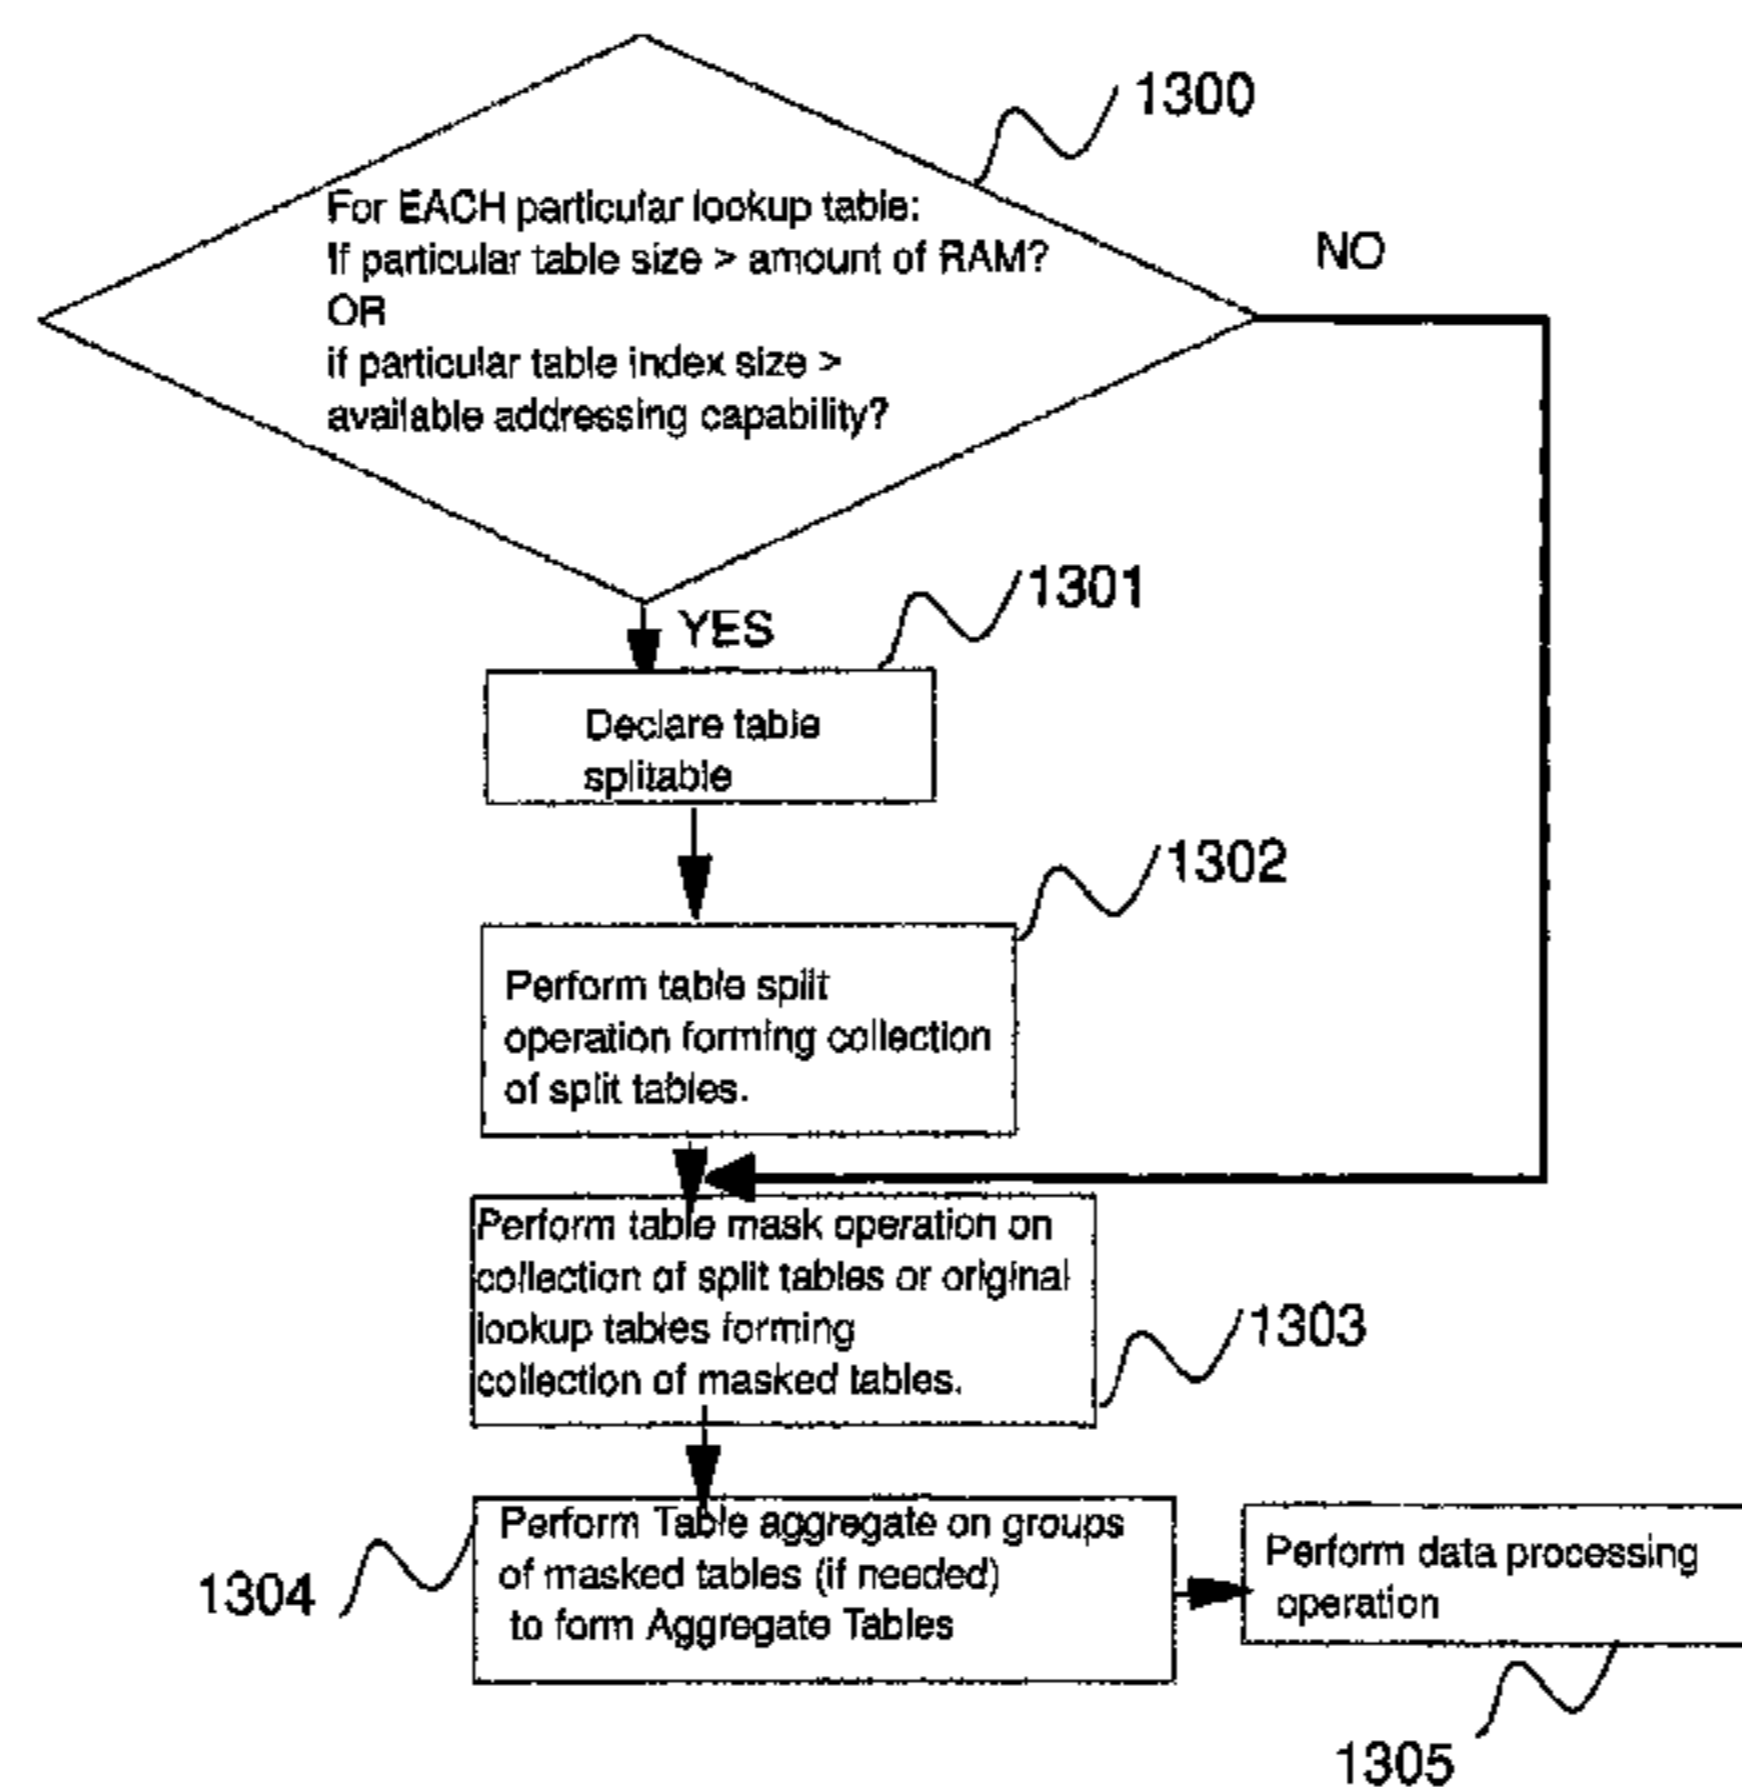 1300
For EACH particular lookup table:
If particular table size > amount of RAM?
OR
if particular table index size >
available addressing capability?
NO
YES
1301
Declare table
splitable
1302
Perform table split
operation forming collection
of split tables.
Perform table mask operation on
collection of split tables or original
lookup tables forming
collection of masked tables.
1303
Perform Table aggregate on groups
of masked tables (if needed)
to form Aggregate Tables
1304
Perform data processing
operation
1305